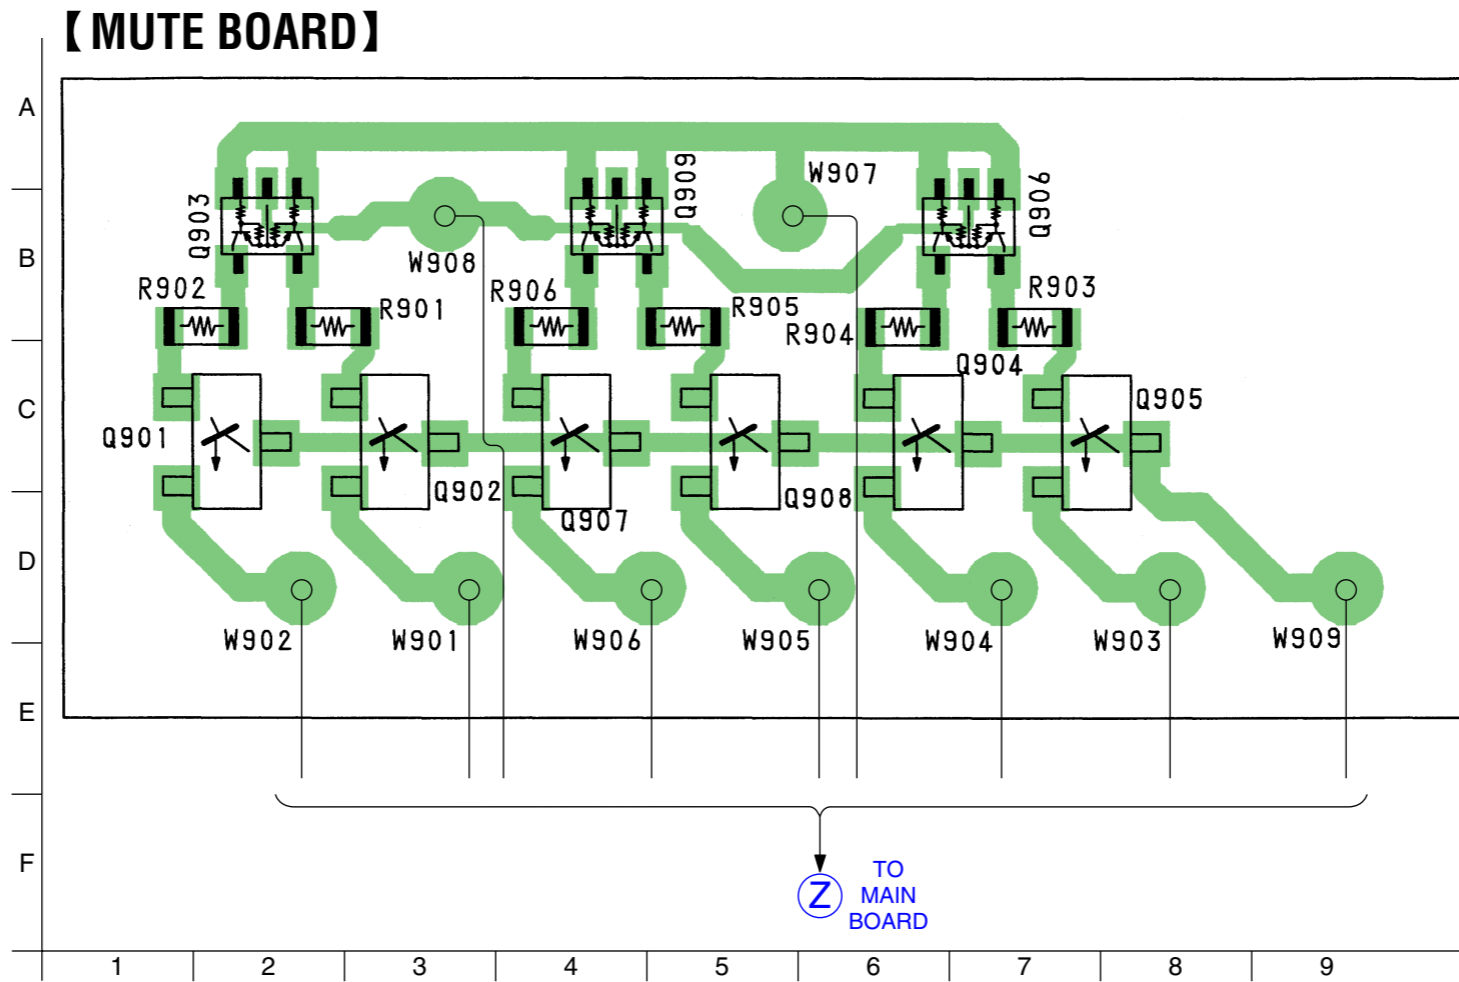 【MUTE BOARD】
A
W907
Q909
Q903
Q906
B
W908
R902
R901
R906
R905
R904
R903
Q904
C
Q901
Q905
Q902
Q907
Q908
D
W902
W901
W906
W905
W904
W903
W909
E
F
Z
TO
MAIN
BOARD
1 2 3 4 5 6 7 8 9